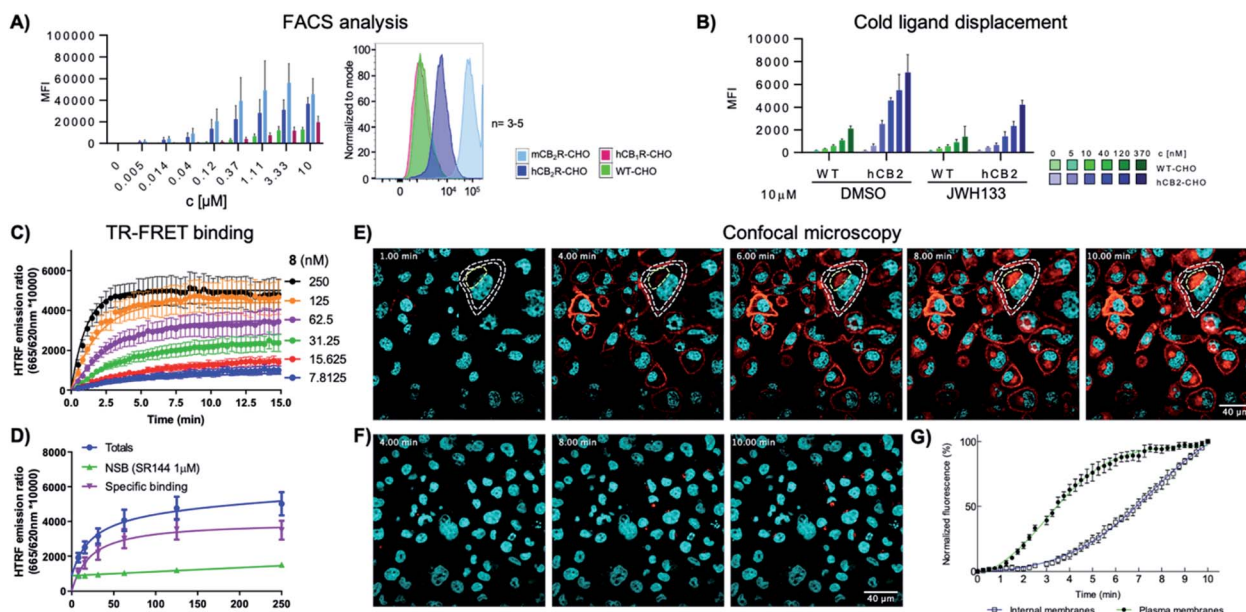 A) FACS analysis
100000
80000
60000
40000
20000
0
MFI
0 0.005 0.014 0.04 0.12 0.37 1.11 3.33 10
c [µM]
100
80
60
40
20
0
Normalized to mode
0 10⁴ 10⁵
n= 3-5
mCB₂R-CHO hCB₁R-CHO
hCB₂R-CHO WT-CHO
B) Cold ligand displacement
10000
8000
6000
4000
2000
0
MFI
WT hCB2 WT hCB2
10µM DMSO JWH133
0 5 10 40 120 370 c [nM]
WT-CHO
hCB2-CHO
C) TR-FRET binding
HTRF emission ratio
(665/620nm *10000)
6000
4000
2000
0
0.0 2.5 5.0 7.5 10.0 12.5 15.0
Time (min)
8 (nM)
250
125
62.5
31.25
15.625
7.8125
D)
HTRF emission ratio
(665/620nm *10000)
8000
6000
4000
2000
0
Totals
NSB (SR144 1µM)
Specific binding
0 50 100 150 200 250
E) Confocal microscopy
1.00 min 4.00 min 6.00 min 8.00 min 10.00 min
40 µm
F)
4.00 min 8.00 min 10.00 min
40 µm
G)
Normalized fluorescence (%)
100
50
0 1 2 3 4 5 6 7 8 9 10
Time (min)
Internal membranes Plasma membranes